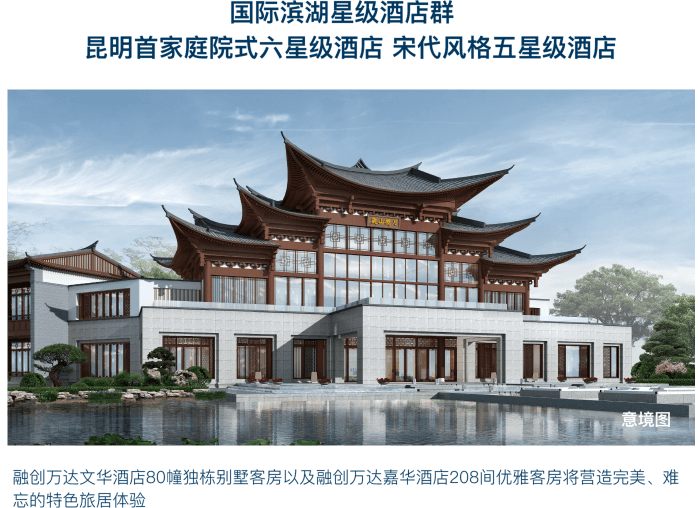 国际滨湖星级酒店群
昆明首家庭院式六星级酒店 宋代风格五星级酒店
意境图
融创万达文华酒店80幢独栋别墅客房以及融创万达嘉华酒店208间优雅客房将营造完美、难
忘的特色旅居体验